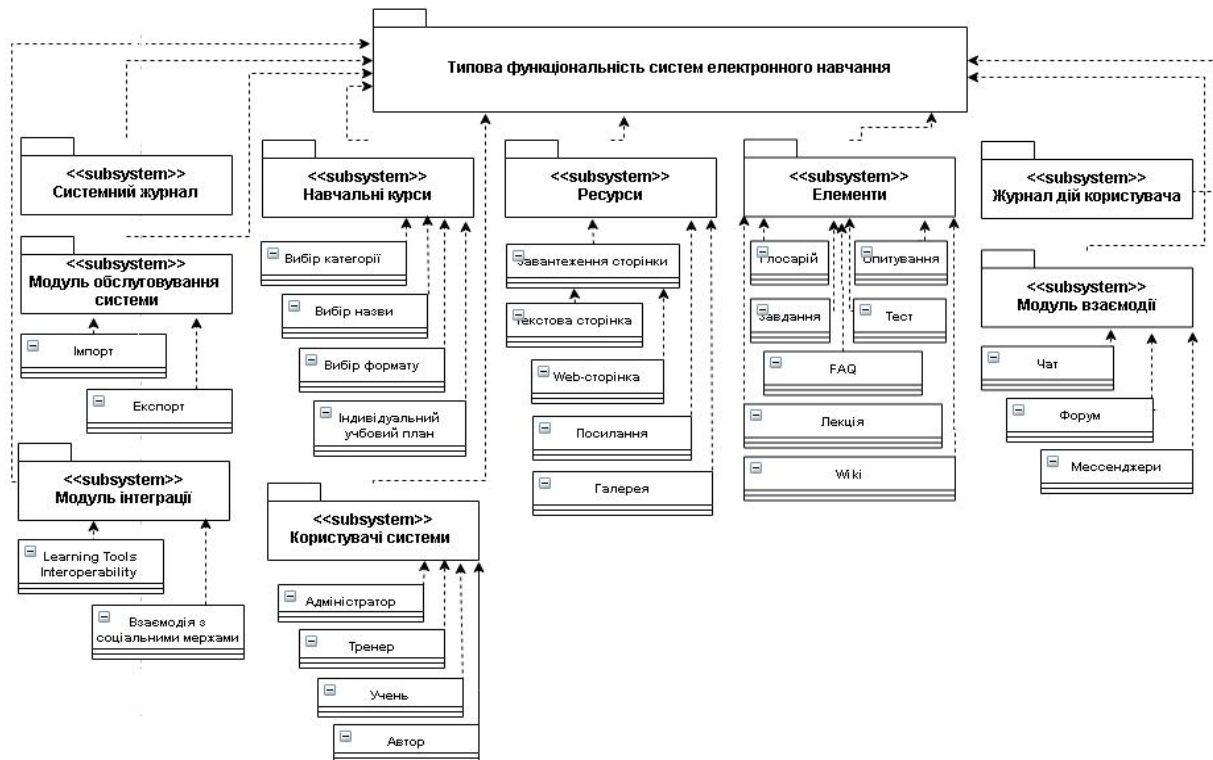 Типова функціональність систем електронного навчання
<<subsystem>>
Системний журнал
<<subsystem>>
Навчальні курси
<<subsystem>>
Ресурси
<<subsystem>>
Елементи
<<subsystem>>
Журнал дій користувача
<<subsystem>>
Модуль обслуговування
системи
Імпорт
Експорт
Вибір категорії
Вибір назви
Вибір формату
Індивідуальний
учбовий план
Завантеження сторінки
Текстова сторінка
Web-сторінка
Посилання
Галерея
Глосарій
Опитування
Завдання
Тест
FAQ
Лекція
Wiki
<<subsystem>>
Модуль взаємодії
Чат
Форум
Мессенджери
<<subsystem>>
Модуль інтеграції
Learning Tools
Interoperability
Взаємодія з
соціальними мержами
<<subsystem>>
Користувачі системи
Адміністратор
Тренер
Учень
Автор